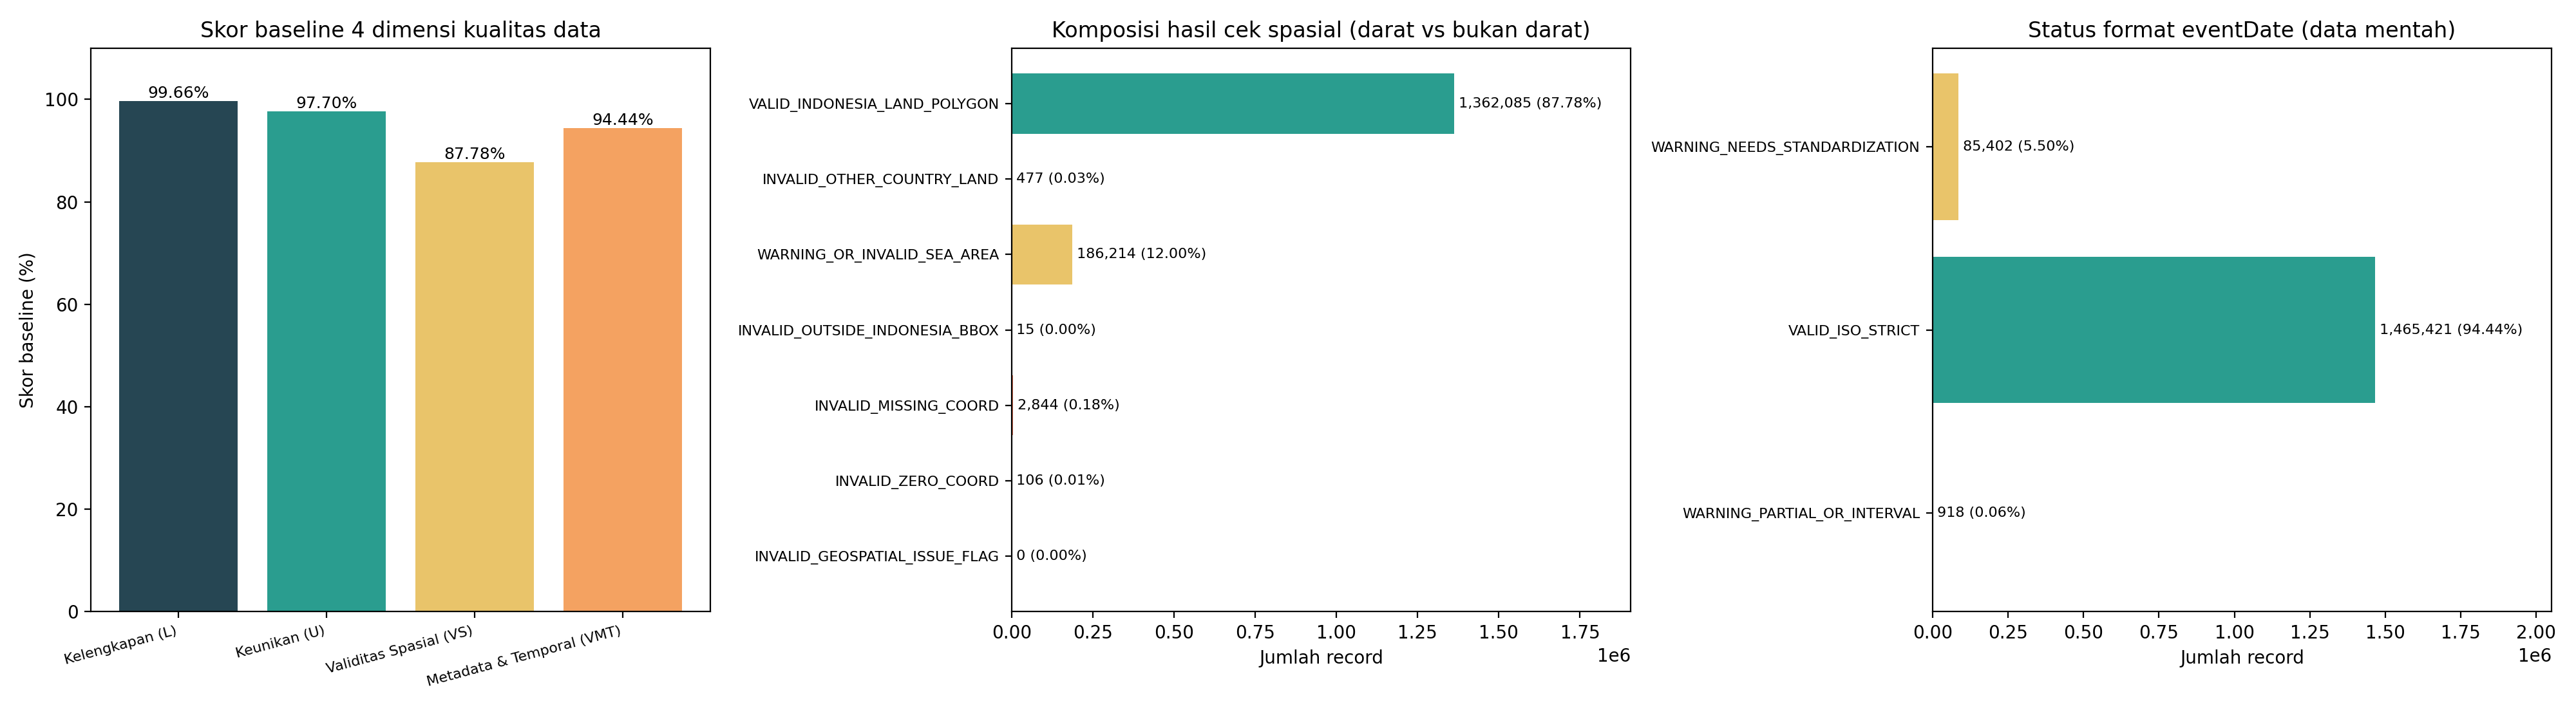 Skor baseline 4 dimensi kualitas data
Skor baseline (%)
100
80
60
40
20
0
99.66%
97.70%
87.78%
94.44%
Kelengkapan (L)
Keunikan (U)
Validitas Spasial (VS)
Metadata & Temporal (VMT)
Komposisi hasil cek spasial (darat vs bukan darat)
VALID_INDONESIA_LAND_POLYGON
1,362,085 (87.78%)
INVALID_OTHER_COUNTRY_LAND
477 (0.03%)
WARNING_OR_INVALID_SEA_AREA
186,214 (12.00%)
INVALID_OUTSIDE_INDONESIA_BBOX
15 (0.00%)
INVALID_MISSING_COORD
2,844 (0.18%)
INVALID_ZERO_COORD
106 (0.01%)
INVALID_GEOSPATIAL_ISSUE_FLAG
0 (0.00%)
0.00 0.25 0.50 0.75 1.00 1.25 1.50 1.75
Jumlah record
1e6
Status format eventDate (data mentah)
WARNING_NEEDS_STANDARDIZATION
85,402 (5.50%)
VALID_ISO_STRICT
1,465,421 (94.44%)
WARNING_PARTIAL_OR_INTERVAL
918 (0.06%)
0.00 0.25 0.50 0.75 1.00 1.25 1.50 1.75 2.00
Jumlah record
1e6